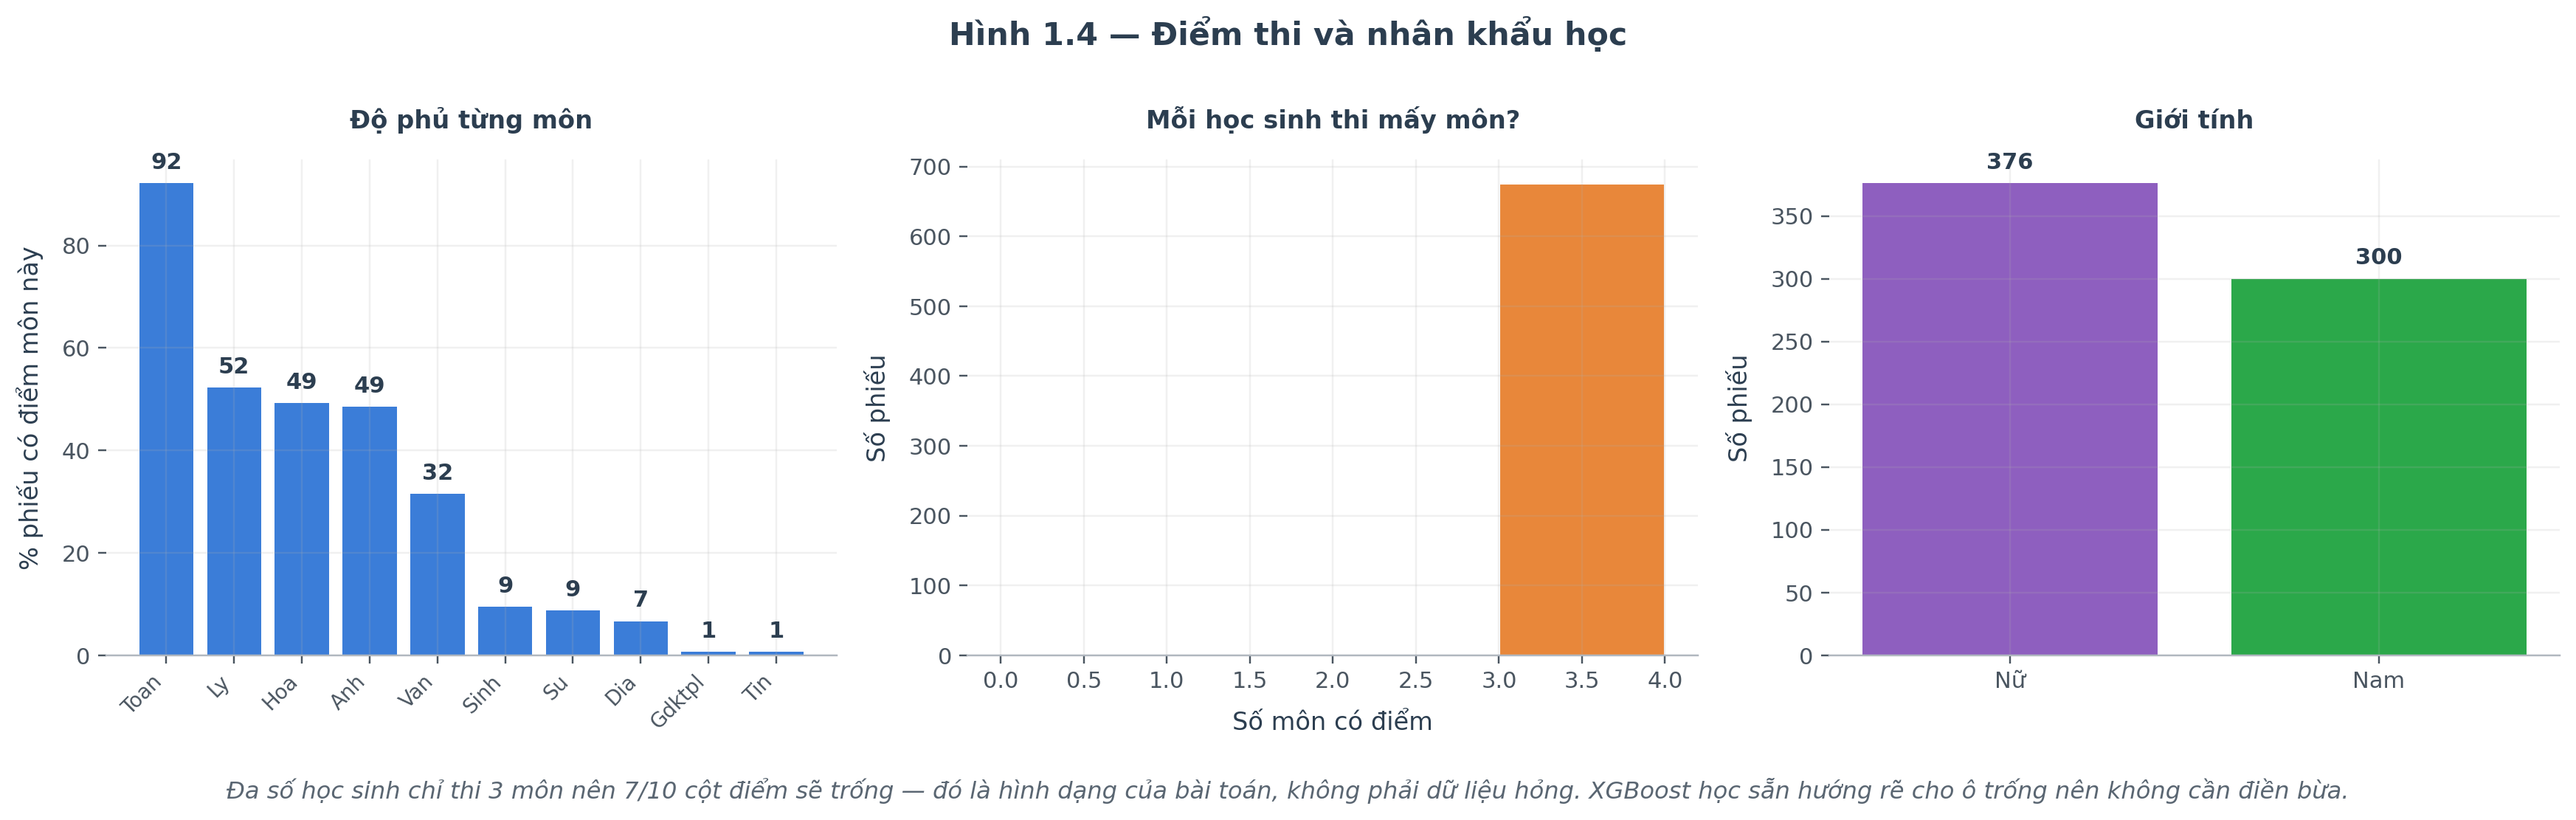 Hình 1.4 — Điểm thi và nhân khẩu học
Độ phủ từng môn
% phiếu có điểm môn này
80
60
40
20
0
92
52
49
49
32
9
9
7
1
1
Toan
Ly
Hoa
Anh
Van
Sinh
Su
Dia
Gdktpl
Tin
Mỗi học sinh thi mấy môn?
Số phiếu
700
600
500
400
300
200
100
0
0.0
0.5
1.0
1.5
2.0
2.5
3.0
3.5
4.0
Số môn có điểm
Giới tính
Số phiếu
350
300
250
200
150
100
50
0
376
300
Nữ
Nam
Đa số học sinh chỉ thi 3 môn nên 7/10 cột điểm sẽ trống — đó là hình dạng của bài toán, không phải dữ liệu hỏng. XGBoost học sẵn hướng rẽ cho ô trống nên không cần điền bừa.